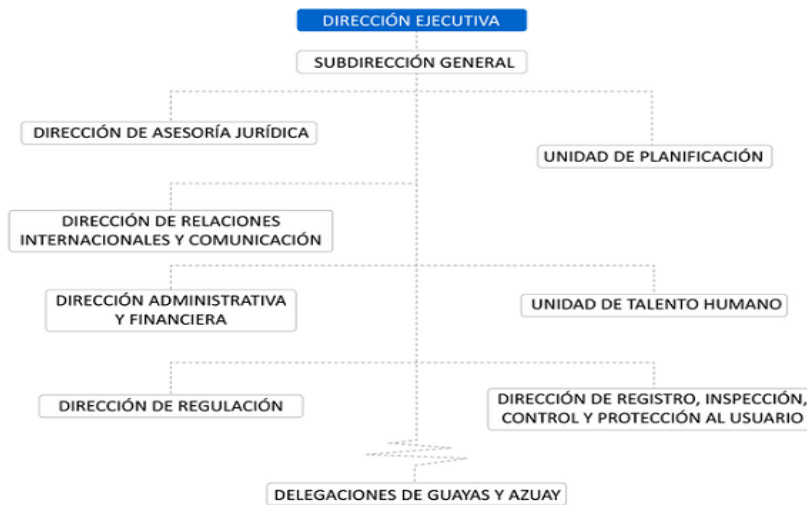 DIRECCIÓN EJECUTIVA
SUBDIRECCIÓN GENERAL
DIRECCIÓN DE ASESORÍA JURÍDICA
UNIDAD DE PLANIFICACIÓN
DIRECCIÓN DE RELACIONES
INTERNACIONALES Y COMUNICACIÓN
DIRECCIÓN ADMINISTRATIVA
Y FINANCIERA
UNIDAD DE TALENTO HUMANO
DIRECCIÓN DE REGULACIÓN
DIRECCIÓN DE REGISTRO, INSPECCIÓN,
CONTROL Y PROTECCIÓN AL USUARIO
DELEGACIONES DE GUAYAS Y AZUAY